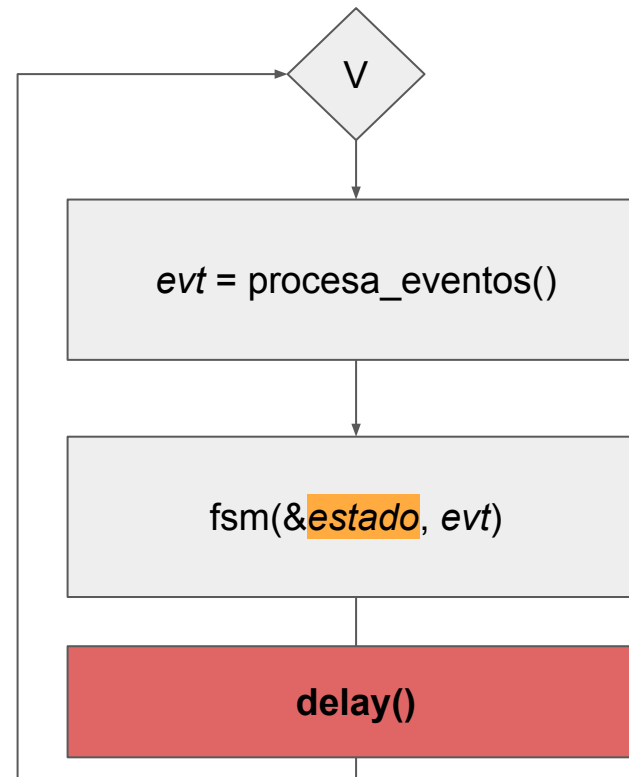 V
evt = procesa_eventos()
fsm(&estado, evt)
delay()